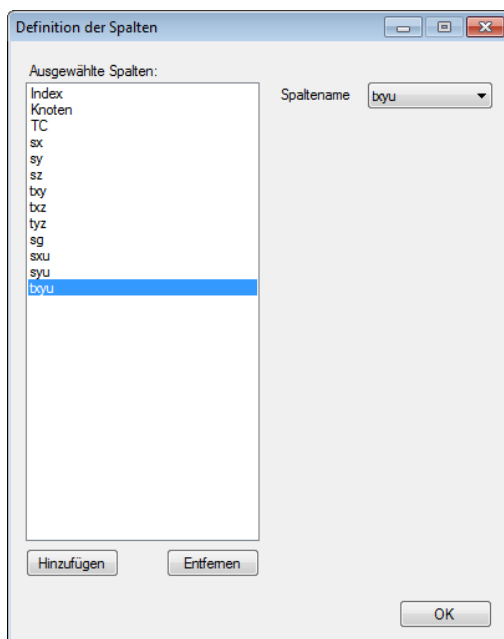 Definition der Spalten
Ausgewählte Spalten:
Spaltename
txyu
Index
Knoten
TC
sx
sy
sz
txy
txz
tyz
sg
sxu
syu
txyu
Hinzufügen
Entfernen
OK